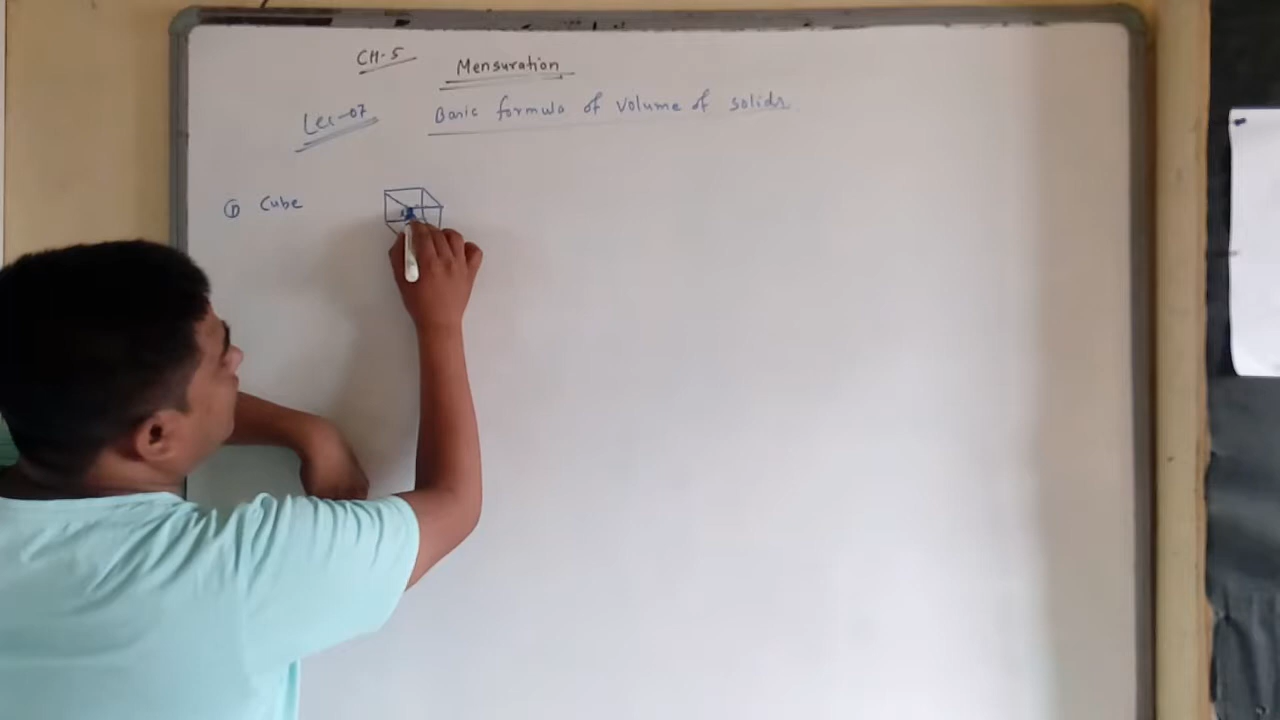 CH-5
Mensuration
Lec-07
Basic formula of volume of solids
① Cube